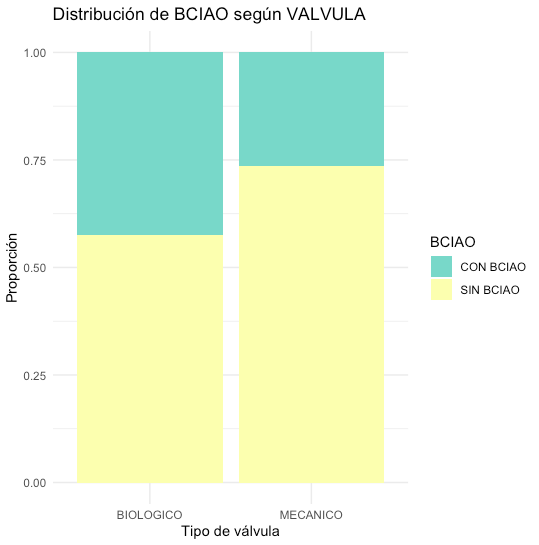 Distribución de BCIAO según VALVULA
Proporción
1.00
0.75
0.50
0.25
0.00
BIOLOGICO
MECANICO
Tipo de válvula
BCIAO
CON BCIAO
SIN BCIAO